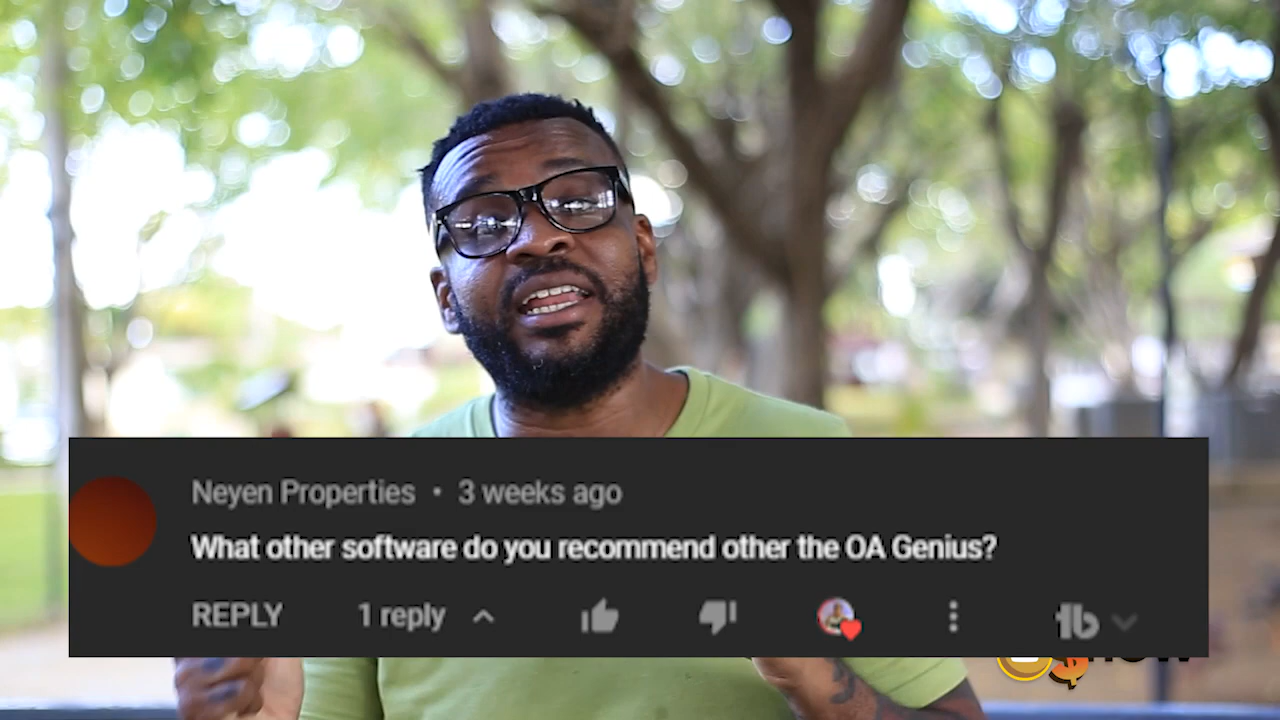 Neyen Properties • 3 weeks ago
What other software do you recommend other the OA Genius?
REPLY 1 reply